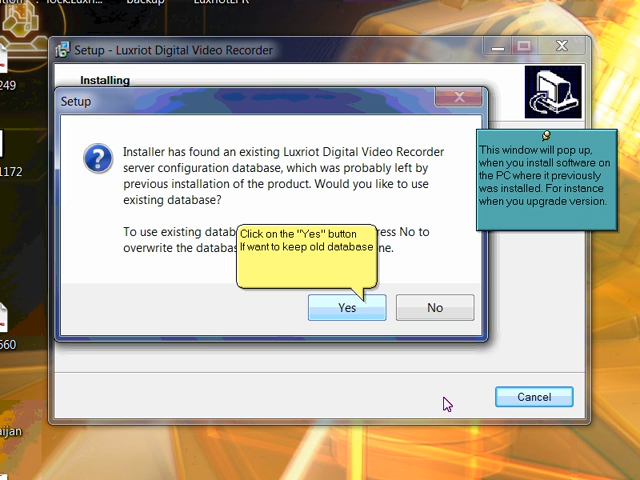 backup
Setup - Luxriot Digital Video Recorder
Installing
Setup
249
Installer has found an existing Luxriot Digital Video Recorder
server configuration database, which was probably left by
previous installation of the product. Would you like to use
existing database?
This window will pop up,
when you install software on
the PC where it previously
was installed. For instance
when you upgrade version.
1172
To use existing
No to
overwrite the
Click on the "Yes" button
If want to keep old database
Yes
No
560
Cancel